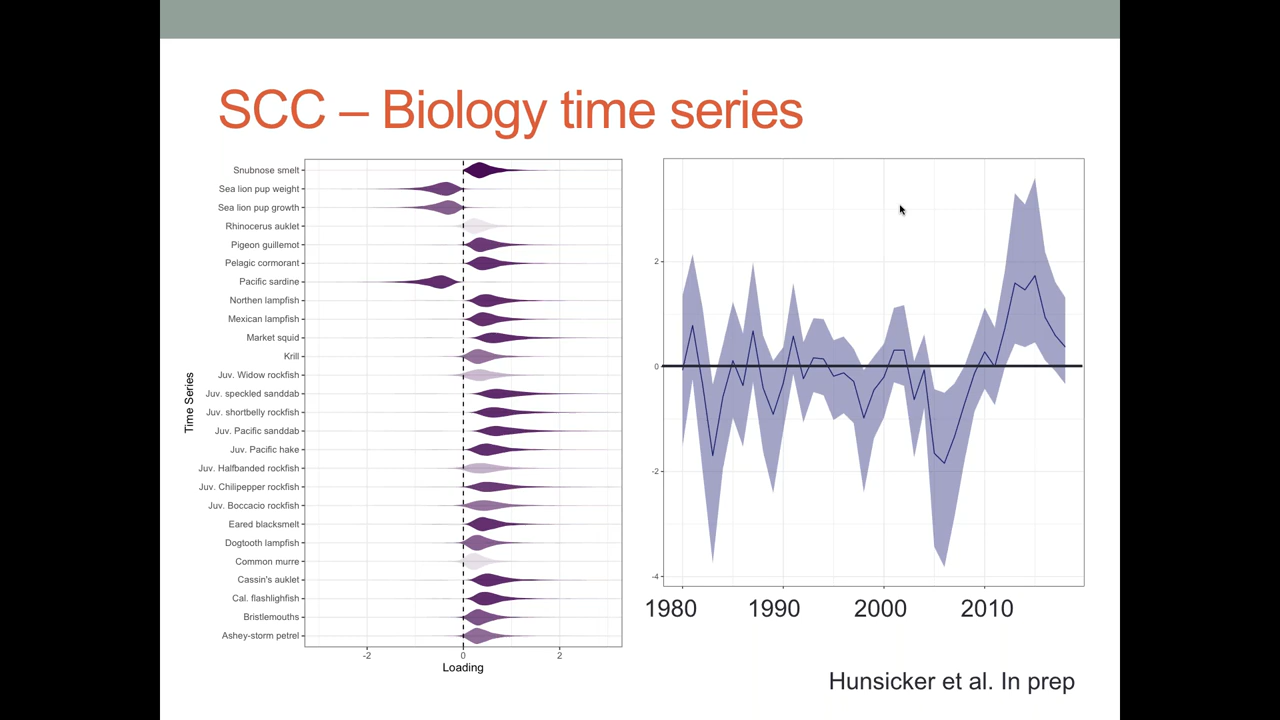 SCC – Biology time series
Snubnose smelt
Sea lion pup weight
Sea lion pup growth
Rhinocerus auklet
Pigeon guillemot
Pelagic cormorant
Pacific sardine
Northen lampfish
Mexican lampfish
Market squid
Krill
Juv. Widow rockfish
Juv. speckled sanddab
Juv. shortbelly rockfish
Juv. Pacific sanddab
Juv. Pacific hake
Juv. Halfbanded rockfish
Juv. Chilipepper rockfish
Juv. Boccacio rockfish
Eared blacksmelt
Dogtooth lampfish
Common murre
Cassin's auklet
Cal. flashlighfish
Bristlemouths
Ashey-storm petrel
Time Series
-2 0 2
Loading
2
0
-2
-4
1980 1990 2000 2010
Hunsicker et al. In prep